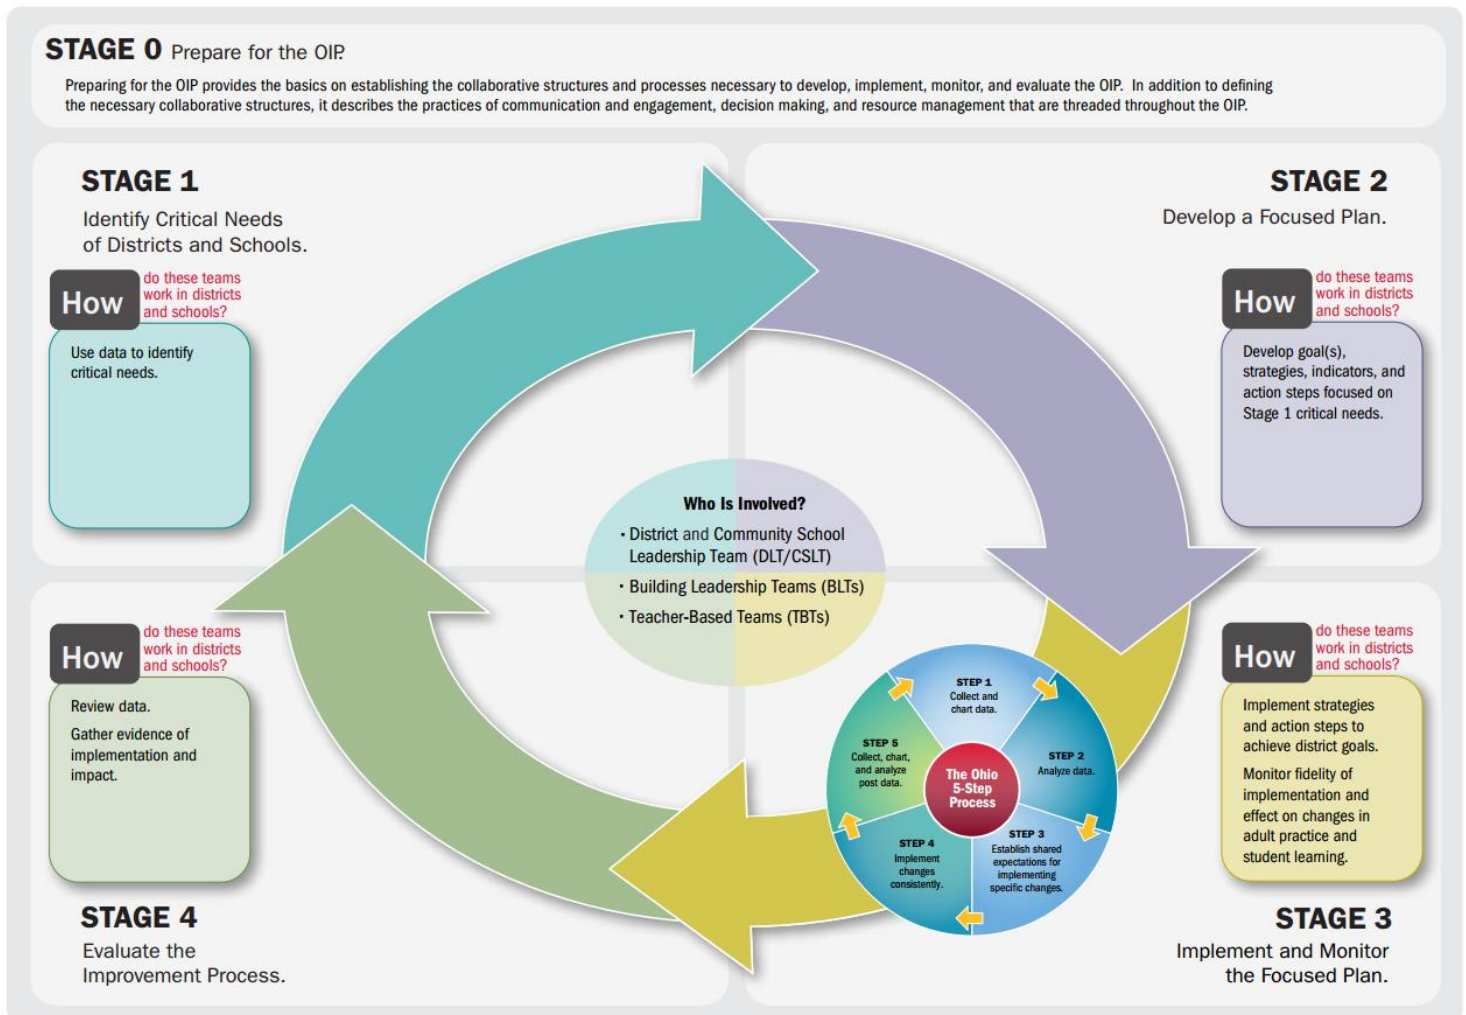 STAGE 0 Prepare for the OIP.
Preparing for the OIP provides the basics on establishing the collaborative structures and processes necessary to develop, implement, monitor, and evaluate the OIP. In addition to defining
the necessary collaborative structures, it describes the practices of communication and engagement, decision making, and resource management that are threaded throughout the OIP.
STAGE 1
Identify Critical Needs
of Districts and Schools.
How
do these teams
work in districts
and schools?
Use data to identify
critical needs.
STAGE 2
Develop a Focused Plan.
How
do these teams
work in districts
and schools?
Develop goal(s),
strategies, indicators, and
action steps focused on
Stage 1 critical needs.
Who Is Involved?
· District and Community School
Leadership Team (DLT/CSLT)
· Building Leadership Teams (BLTs)
· Teacher-Based Teams (TBTs)
How
do these teams
work in districts
and schools?
Implement strategies
and action steps to
achieve district goals.
Monitor fidelity of
implementation and
effect on changes in
adult practice and
student learning.
STAGE 3
Implement and Monitor
the Focused Plan.
The Ohio
5-Step
Process
STEP 1
Collect and
chart data.
STEP 2
Analyze data.
STEP 3
Establish shared
expectations for
implementing
specific changes.
STEP 4
Implement
changes
consistently.
STEP 5
Collect, chart,
and analyze
post data.
How
do these teams
work in districts
and schools?
Review data.
Gather evidence of
implementation and
impact.
STAGE 4
Evaluate the
Improvement Process.